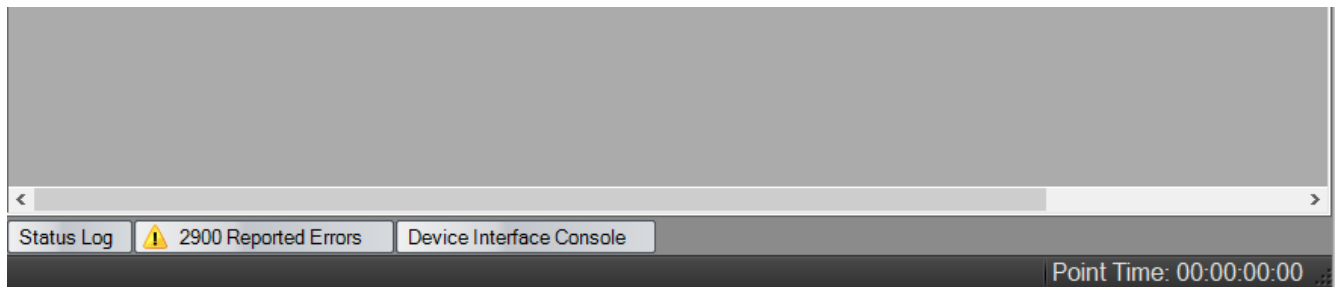 Status Log 2900 Reported Errors Device Interface Console
Point Time: 00:00:00:00